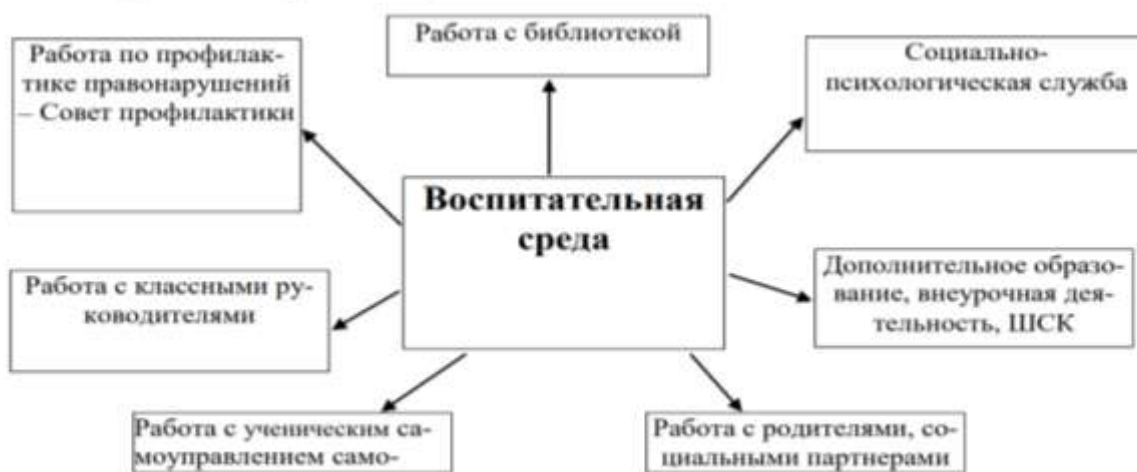 Работа с библиотекой
Работа по профилак-
тике правонарушений
– Совет профилактики
Социально-
психологическая служба
Воспитательная
среда
Работа с классными ру-
ководителями
Дополнительное образо-
вание, внеурочная дея-
тельность, ШСК
Работа с ученическим са-
моуправлением само-
Работа с родителями, со-
циальными партнерами